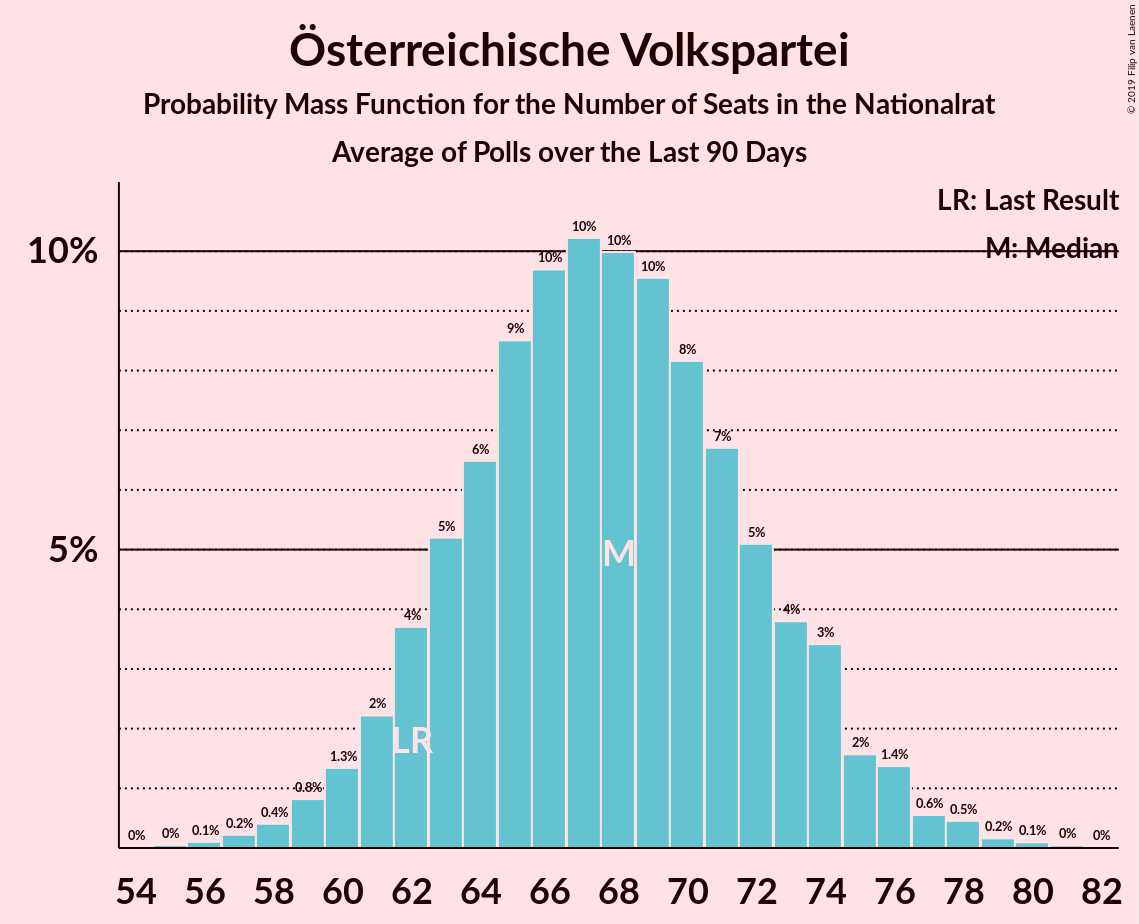 © 2019 Filip van Laenen
Österreichische Volkspartei
Probability Mass Function for the Number of Seats in the Nationalrat
Average of Polls over the Last 90 Days
LR: Last Result
M: Median
10%
5%
0% 0% 0.1% 0.2% 0.4% 0.8% 1.3% 2% 4% 5% 6% 9% 10% 10% 10% 10% 8% 7% 5% 4% 3% 2% 1.4% 0.6% 0.5% 0.2% 0.1% 0% 0%
M
LR
54 56 58 60 62 64 66 68 70 72 74 76 78 80 82